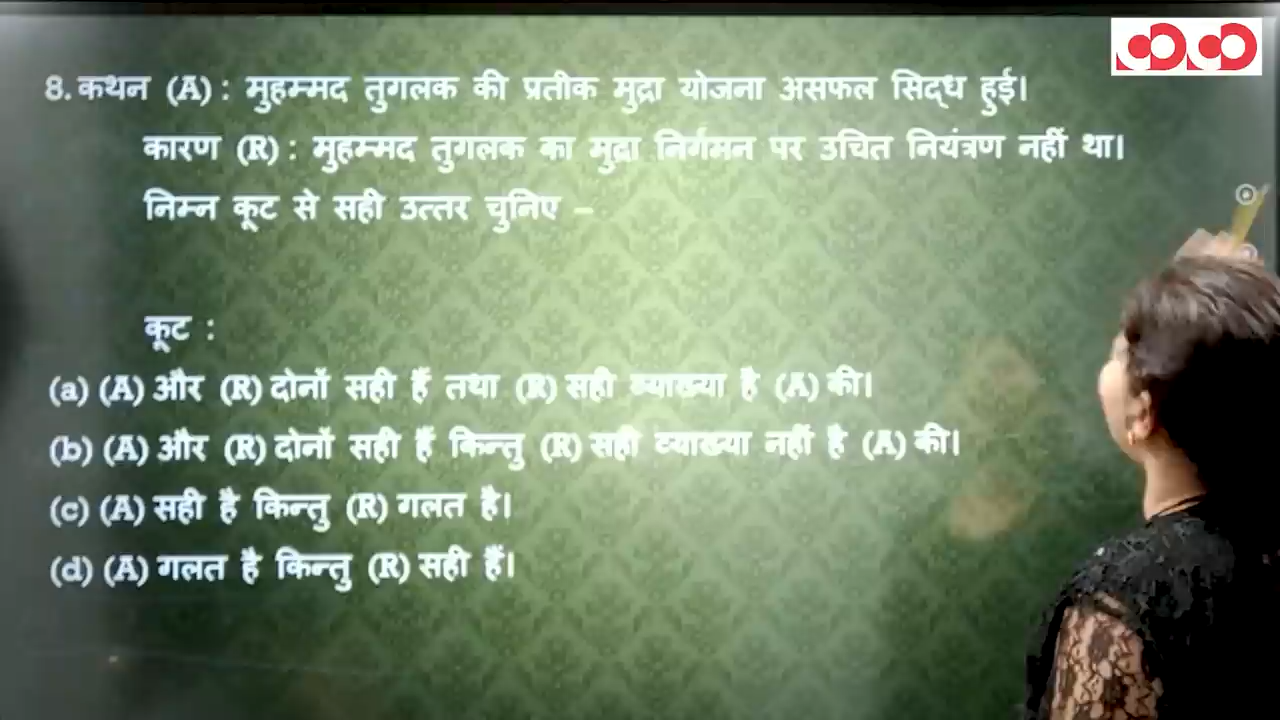 8. कथन (A) : मुहम्मद तुगलक की प्रतीक मुद्रा योजना असफल सिद्ध हुई।
कारण (R) : मुहम्मद तुगलक का मुद्रा निर्गमन पर उचित नियंत्रण नहीं था।
निम्न कूट से सही उत्तर चुनिए –
कूट :
(a) (A) और (R) दोनों सही हैं तथा (R) सही व्याख्या है (A) की।
(b) (A) और (R) दोनों सही हैं किन्तु (R) सही व्याख्या नहीं है (A) की।
(c) (A) सही है किन्तु (R) गलत है।
(d) (A) गलत है किन्तु (R) सही हैं।